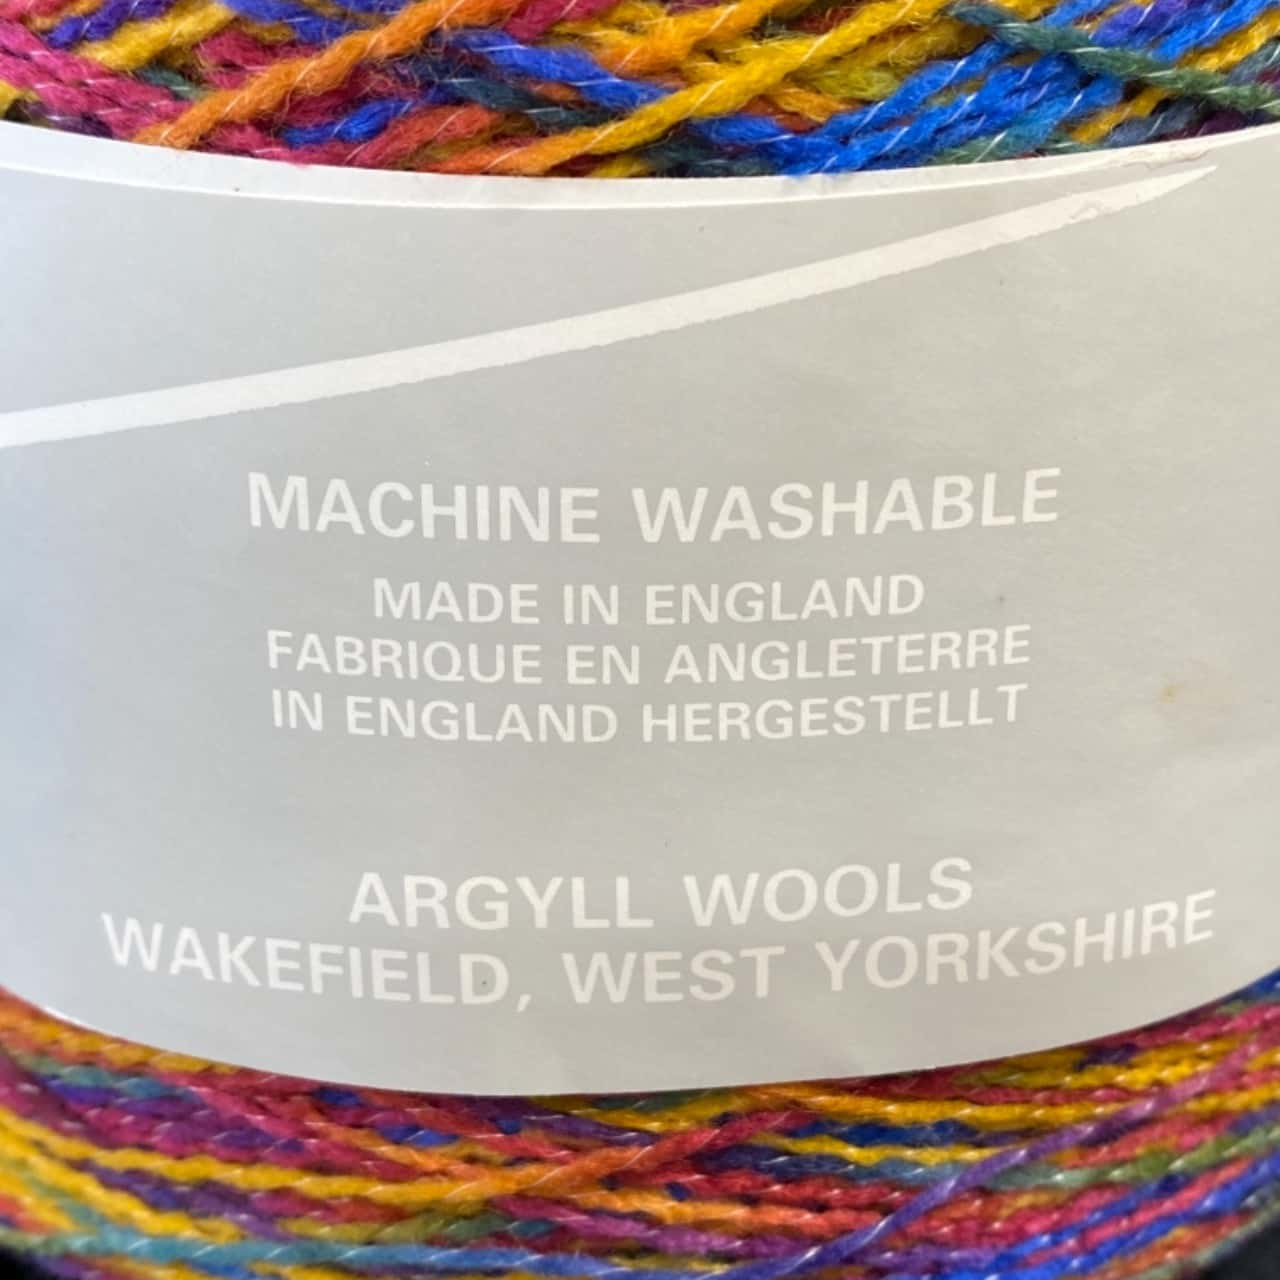 MACHINE WASHABLE
MADE IN ENGLAND
FABRIQUE EN ANGLETERRE
IN ENGLAND HERGESTELLT
ARGYLL WOOLS
WAKEFIELD, WEST YORKSHIRE